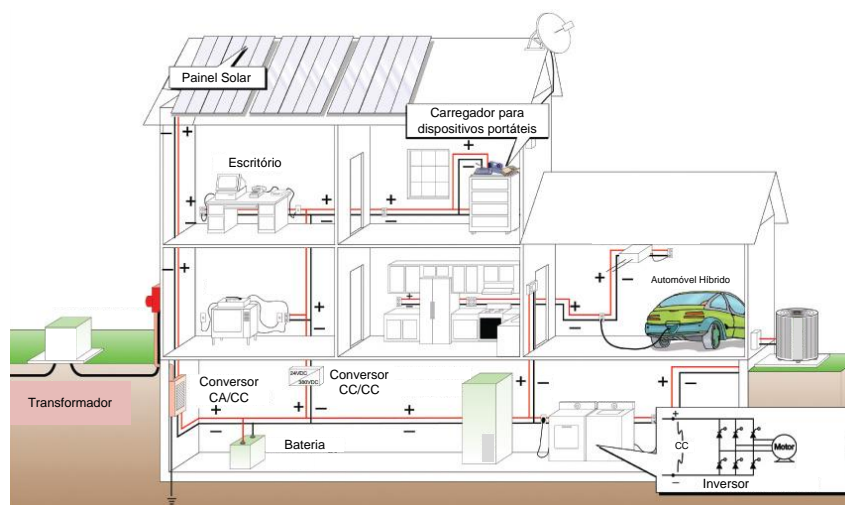 Painel Solar
Carregador para
dispositivos portáteis
Escritório
Automóvel Híbrido
Transformador
Conversor
CA/CC
24VDC
380VDC
Conversor
CC/CC
Bateria
CC
Motor
Inversor